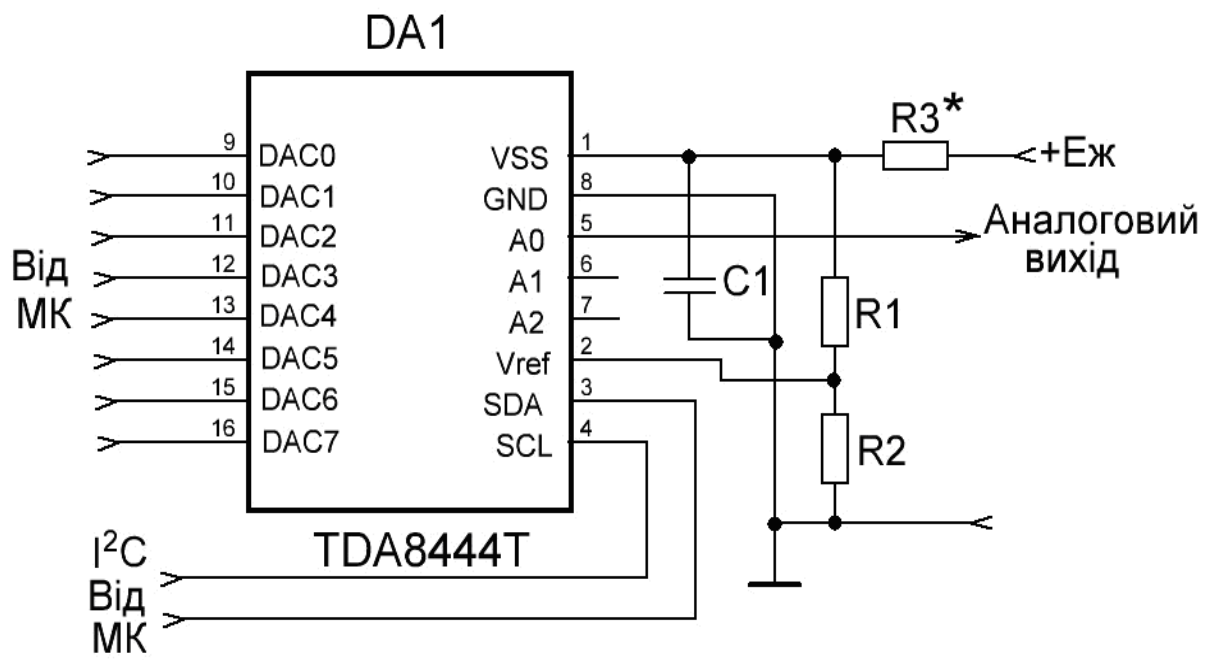 DA1
9 DAC0
10 DAC1
11 DAC2
12 DAC3
13 DAC4
14 DAC5
15 DAC6
16 DAC7
Від
МК
VSS 1
GND 8
A0 5
A1 6
A2 7
Vref 2
SDA 3
SCL 4
R3*
+Еж
Аналоговий
вихід
C1
R1
R2
TDA8444T
I²C
Від
МК